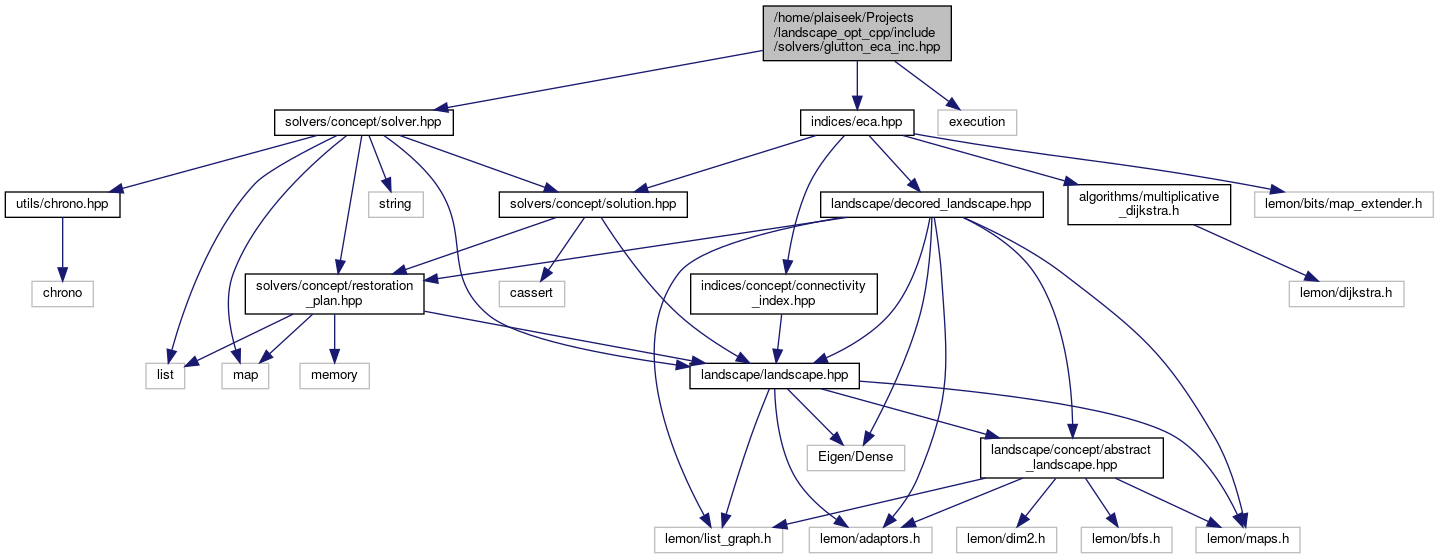 /home/plaiseek/Projects
/landscape_opt_cpp/include
/solvers/glutton_eca_inc.hpp
solvers/concept/solver.hpp
indices/eca.hpp
execution
utils/chrono.hpp
string
solvers/concept/solution.hpp
landscape/decored_landscape.hpp
algorithms/multiplicative
_dijkstra.h
lemon/bits/map_extender.h
chrono
solvers/concept/restoration
_plan.hpp
cassert
indices/concept/connectivity
_index.hpp
lemon/dijkstra.h
list
map
memory
landscape/landscape.hpp
Eigen/Dense
landscape/concept/abstract
_landscape.hpp
lemon/list_graph.h
lemon/adaptors.h
lemon/dim2.h
lemon/bfs.h
lemon/maps.h